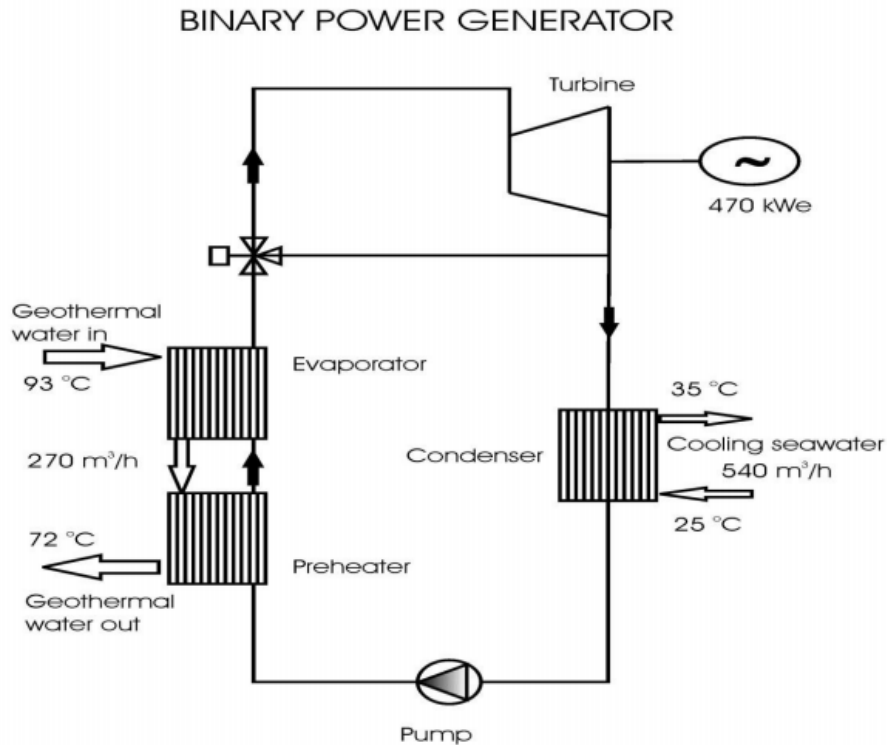 BINARY POWER GENERATOR
Turbine
~
470 kWe
Geothermal
water in
93 °C
Evaporator
270 m³/h
72 °C
Preheater
Geothermal
water out
35 °C
Condenser
Cooling seawater
540 m³/h
25 °C
Pump